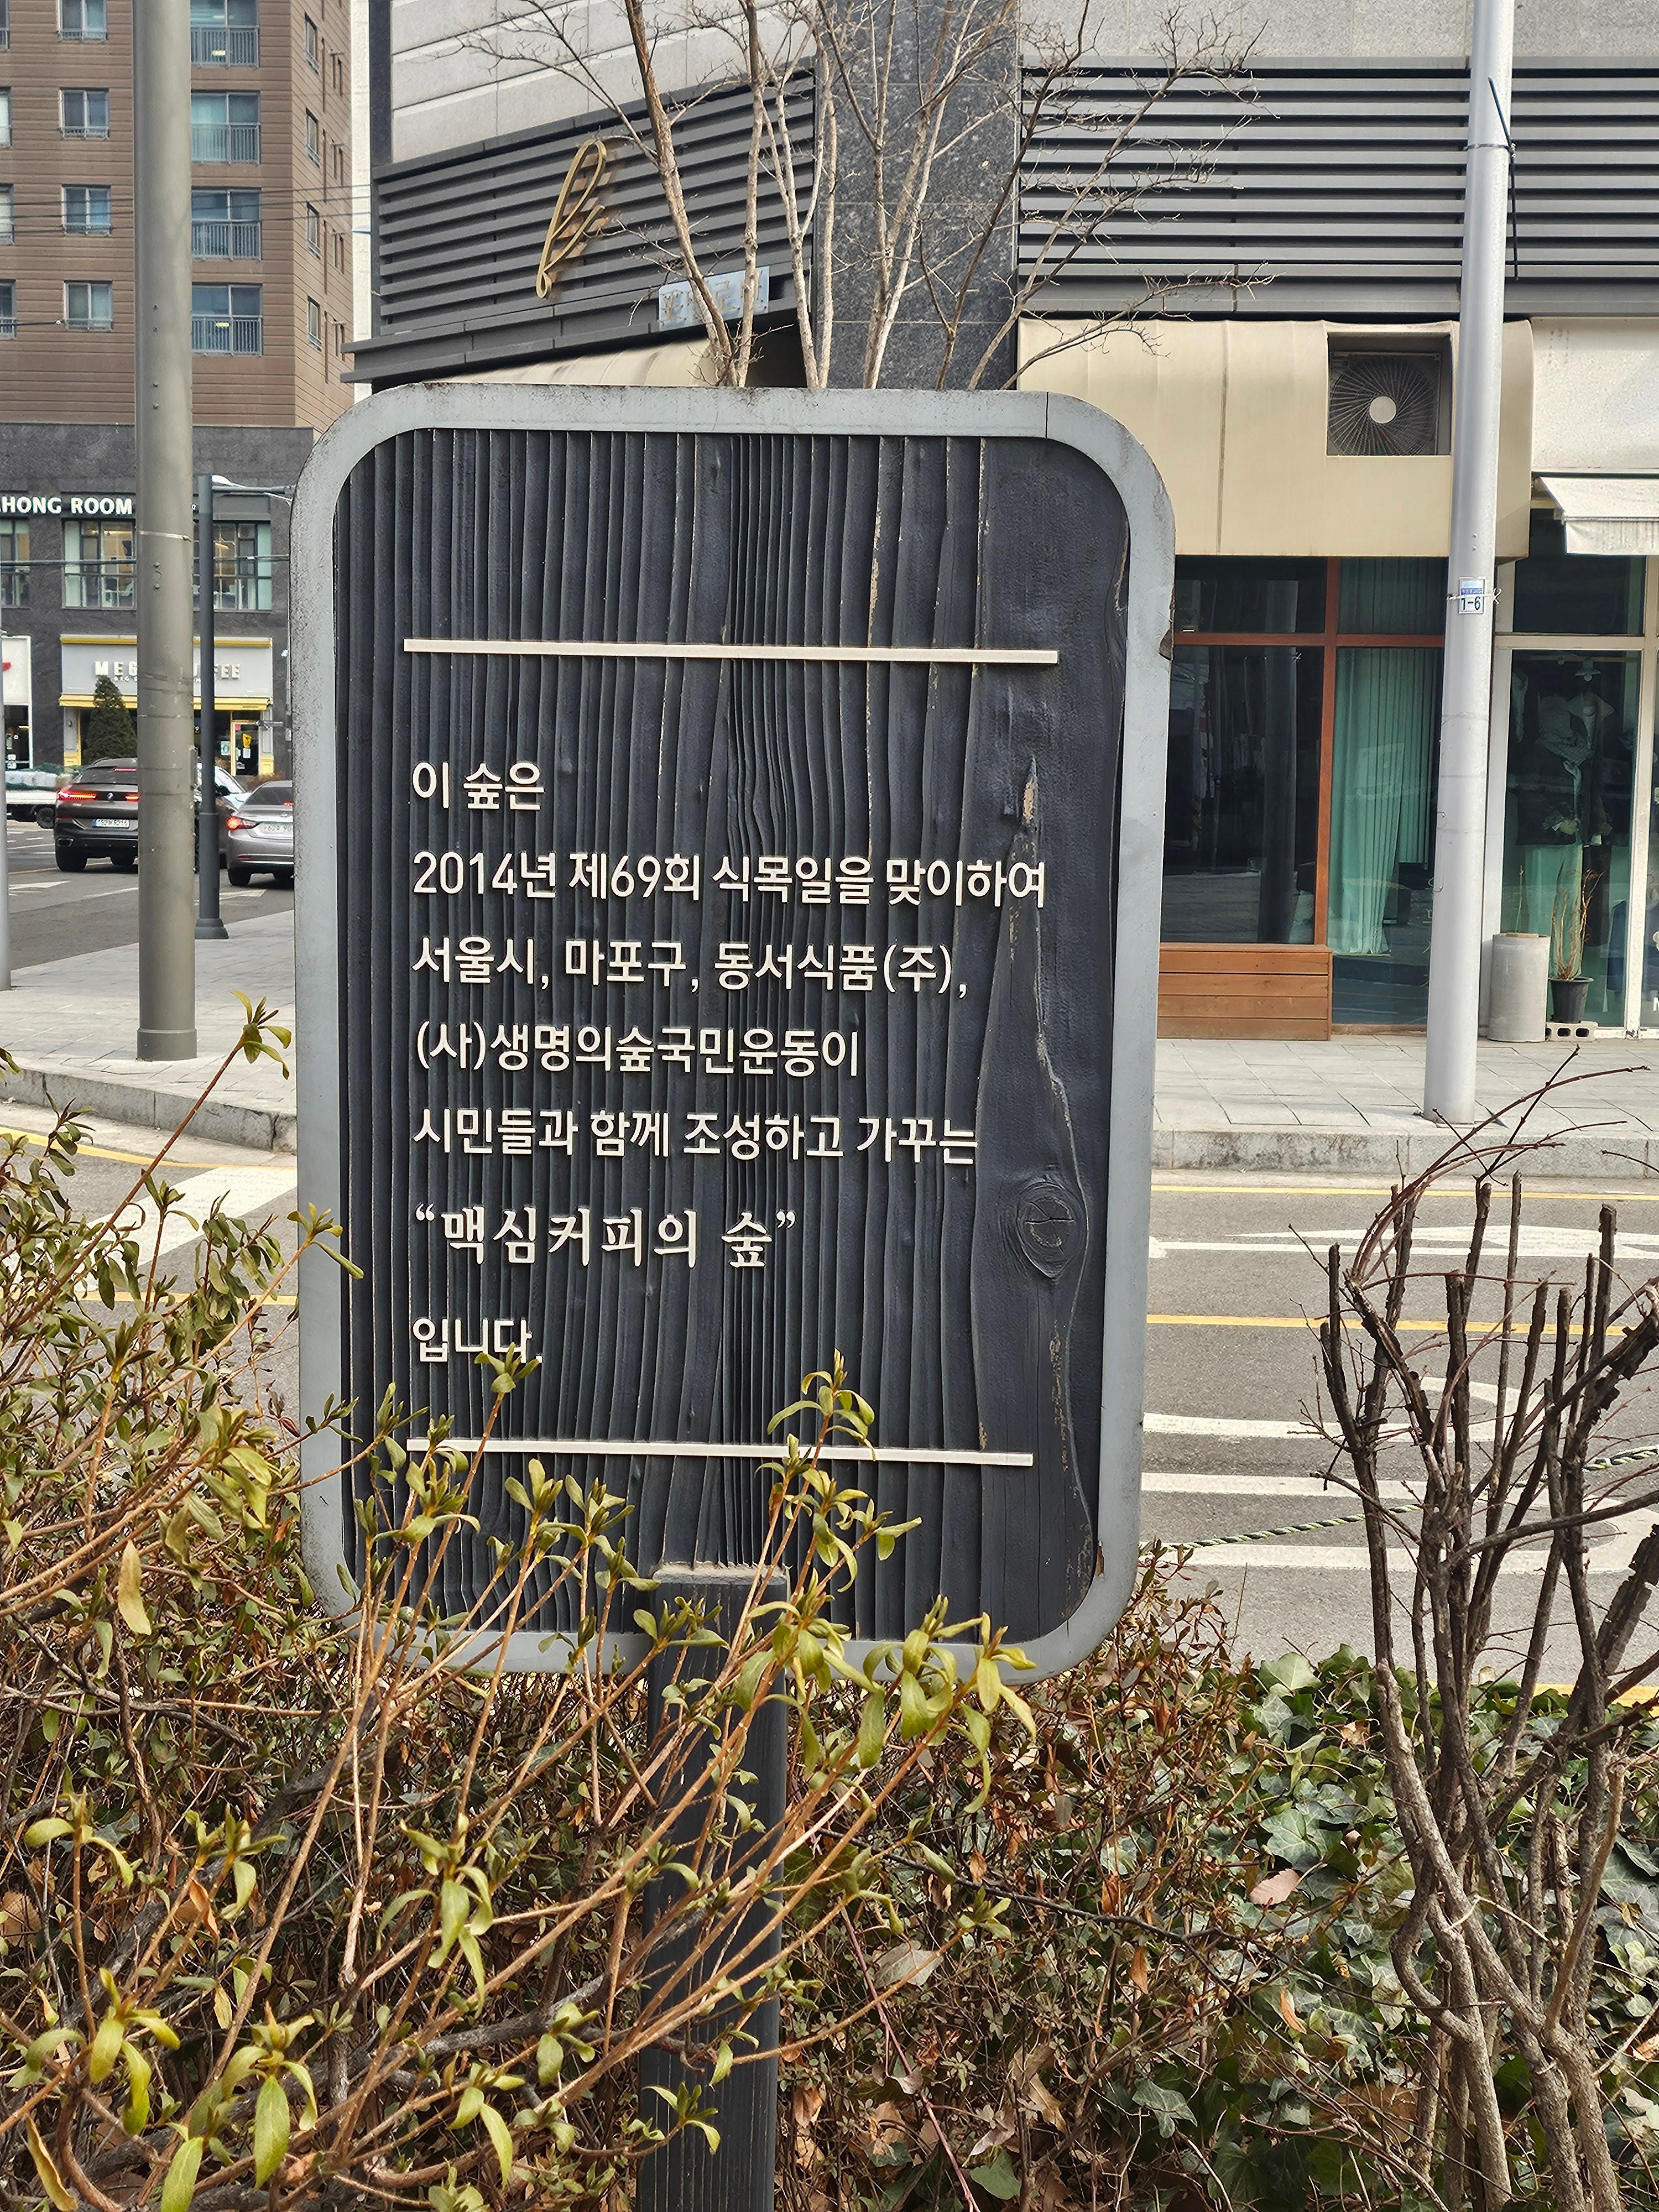 HONG ROOM
1-6
이 숲은
2014년 제69회 식목일을 맞이하여
서울시, 마포구, 동서식품(주),
(사)생명의숲국민운동이
시민들과 함께 조성하고 가꾸는
“맥심커피의 숲”
입니다.